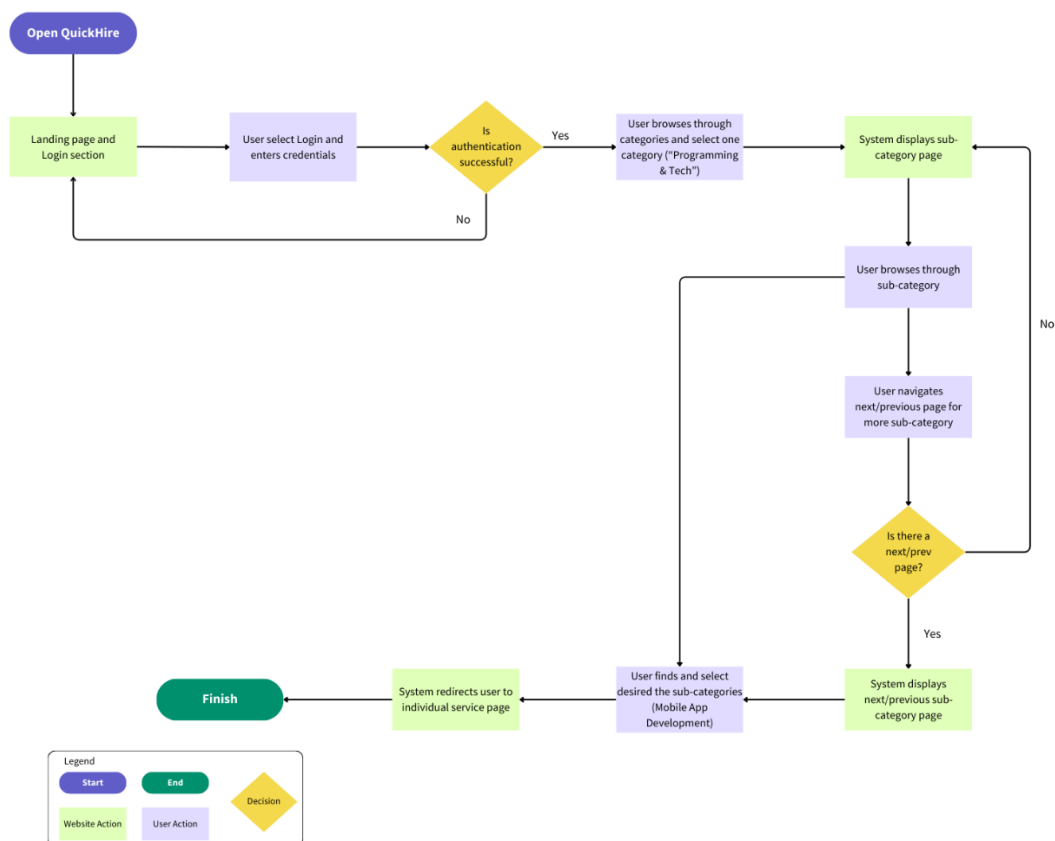 Open QuickHire
Landing page and
Login section
User select Login and
enters credentials
Is
authentication
successful?
Yes
No
User browses through
categories and select one
category ("Programming
& Tech")
System displays sub-
category page
User browses through
sub-category
No
User navigates
next/previous page for
more sub-category
Is there a
next/prev
page?
Yes
System displays
next/previous sub-
category page
User finds and select
desired the sub-categories
(Mobile App
Development)
System redirects user to
individual service page
Finish
Legend
Start
End
Decision
Website Action
User Action